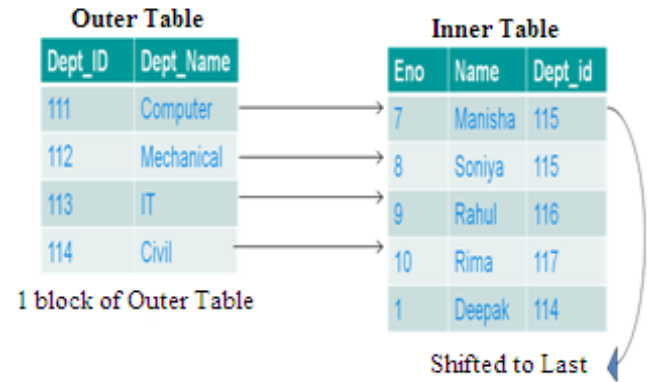 Outer Table
Dept_ID Dept_Name
111 Computer
112 Mechanical
113 IT
114 Civil
1 block of Outer Table
Inner Table
Eno Name Dept_id
7 Manisha 115
8 Soniya 115
9 Rahul 116
10 Rima 117
1 Deepak 114
Shifted to Last